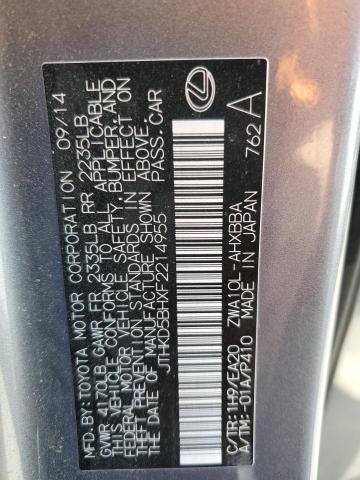 MFD.BY:TOYOTA MOTOR CORPORATION 09/14
GVWR 4170LB GAWR FR 2335LB RR 2235LB
THIS VEHICLE CONFORMS TO ALL APPLICABLE
FEDERAL MOTOR VEHICLE SAFETY, BUMPER, AND
THEFT PREVENTION STANDARDS IN EFFECT
ON THE DATE OF MANUFACTURE SHOWN ABOVE.
JTHKD5BHXF2214955 PASS.CAR
C/TR:1H9/EA20 ZWA10L-AHXBBA
A/TM:-01A/P410 MADE IN JAPAN 762 A